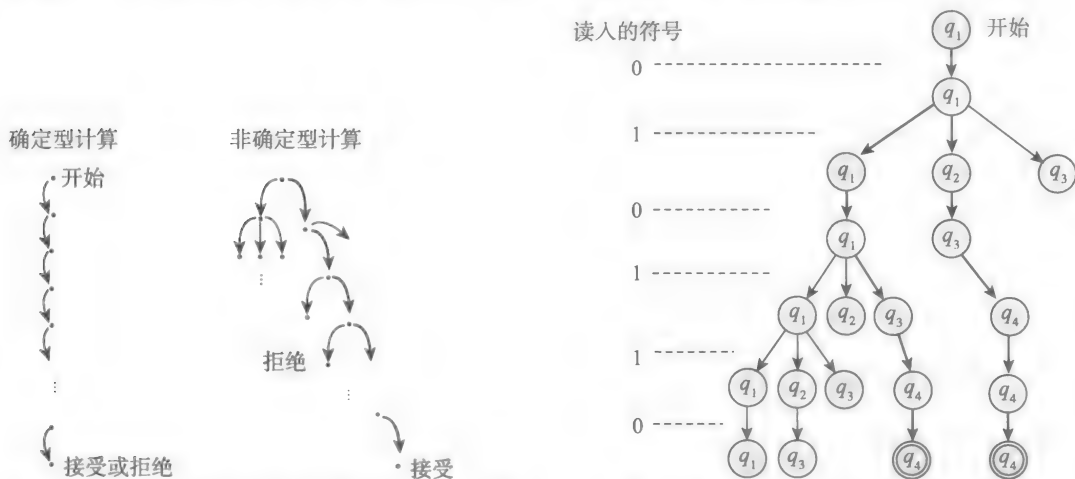 确定型计算
开始
⋮
接受或拒绝
非确定型计算
⋮
拒绝
⋮
接受
读入的符号
q₁ 开始
0
q₁
1
q₁ q₂ q₃
0
q₁ q₃
1
q₁ q₂ q₃ q₄
1
q₁ q₂ q₃ q₄ q₄
0
q₁ q₃ q₄ q₄